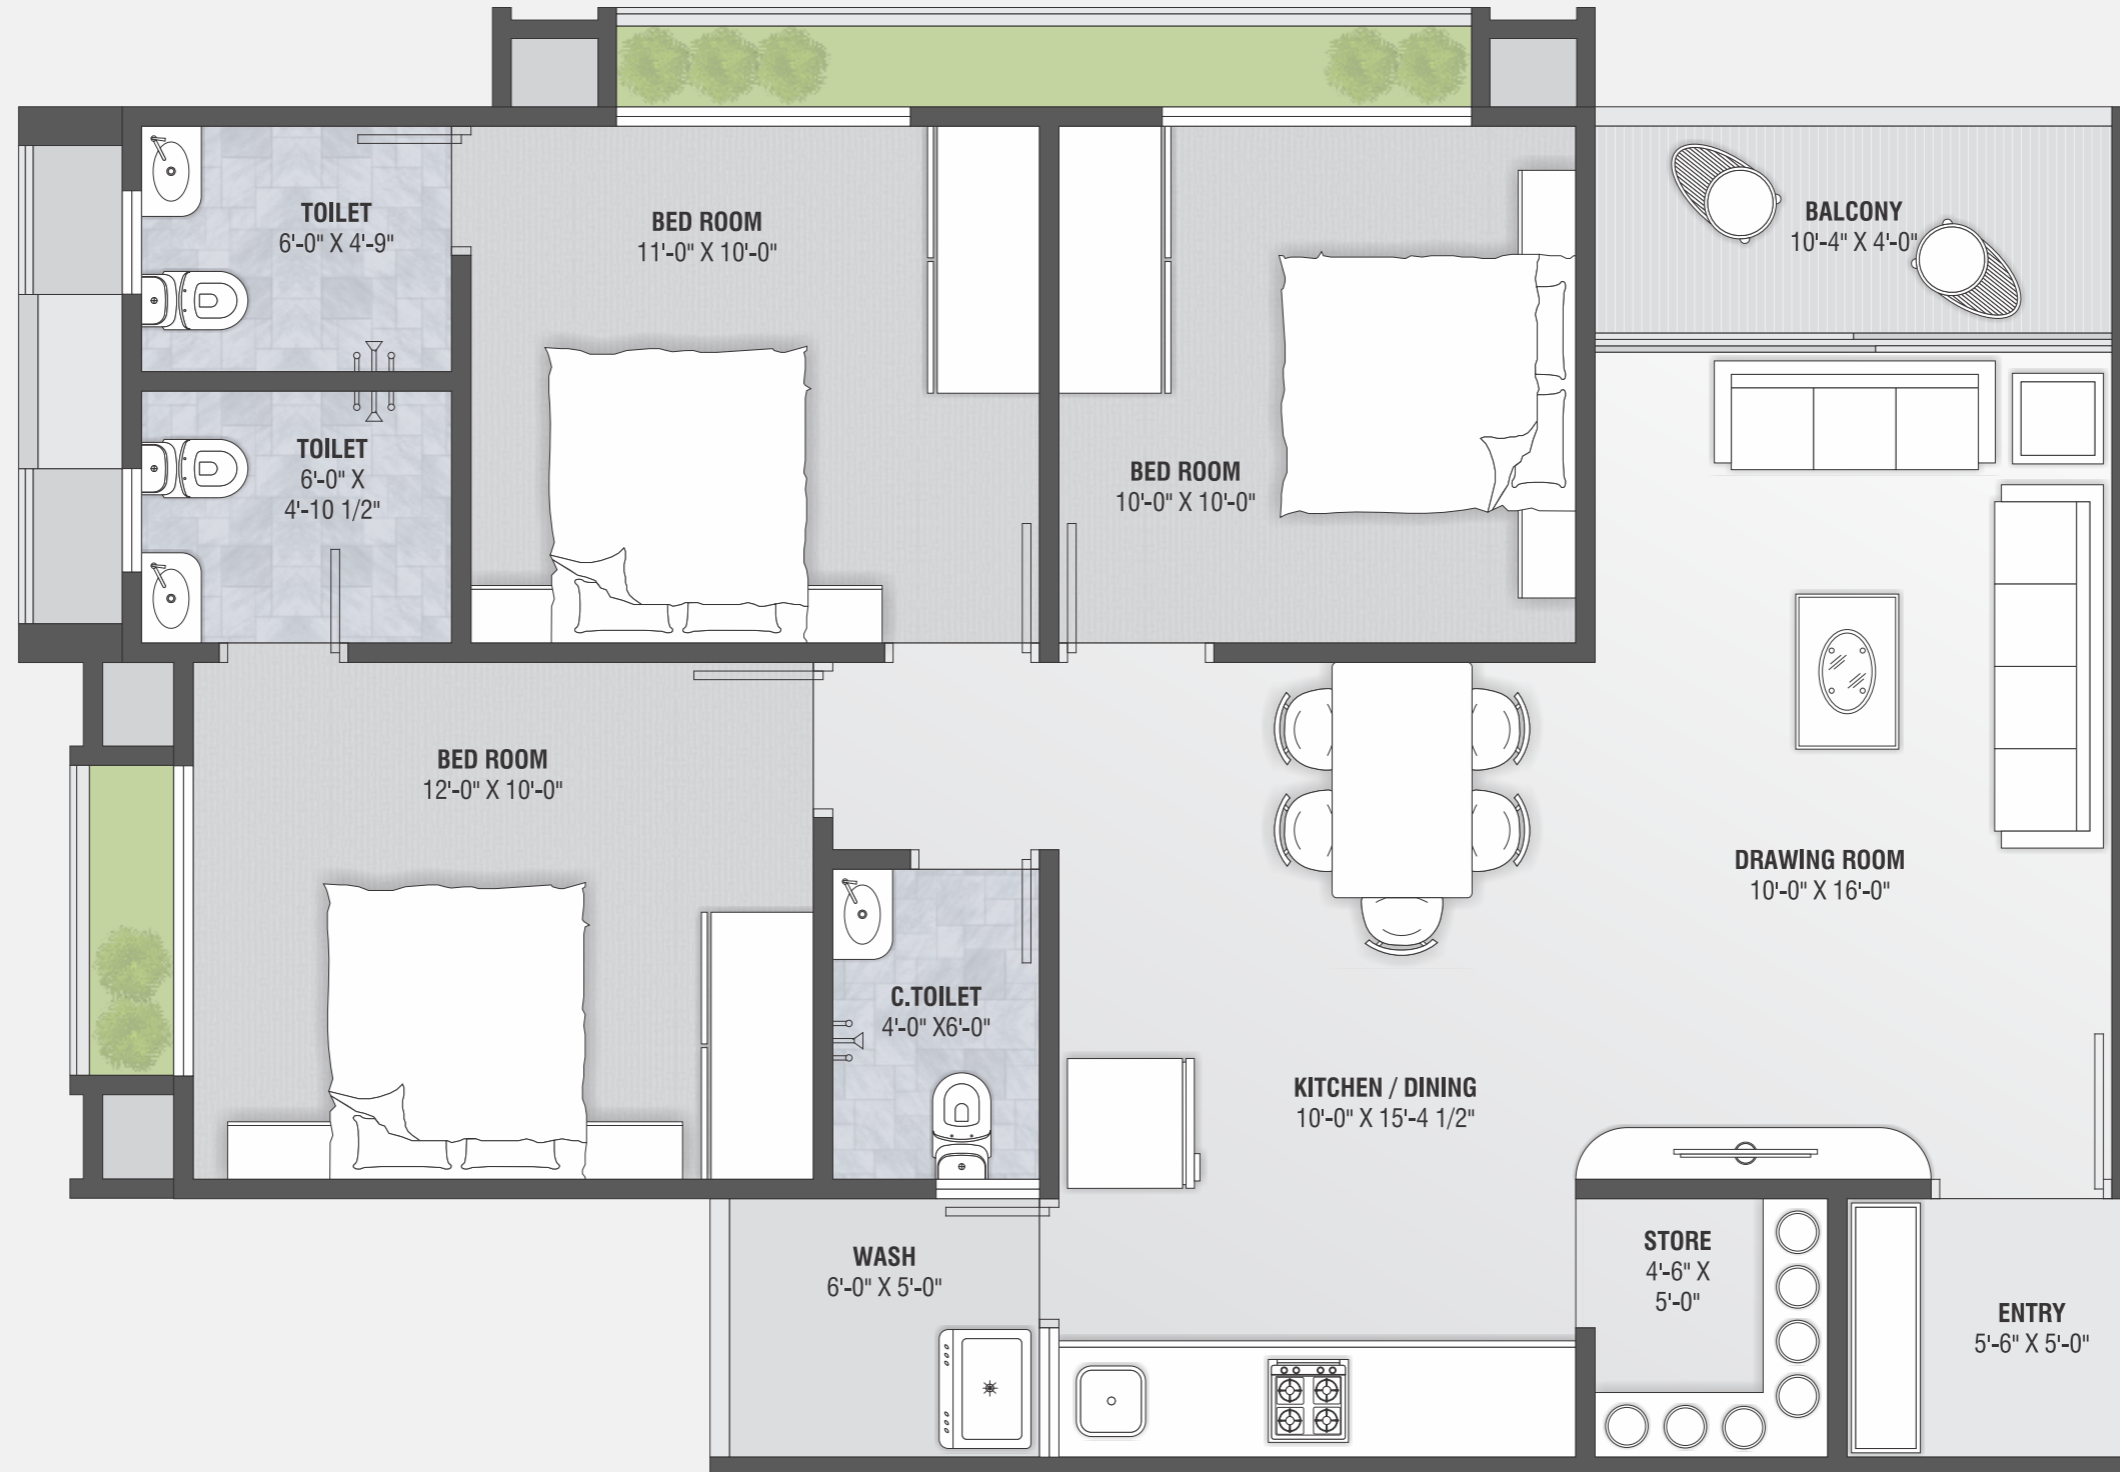 TOILET
6'-0" X 4'-9"
BED ROOM
11'-0" X 10'-0"
BALCONY
10'-4" X 4'-0"
TOILET
6'-0" X
4'-10 1/2"
BED ROOM
10'-0" X 10'-0"
BED ROOM
12'-0" X 10'-0"
DRAWING ROOM
10'-0" X 16'-0"
C.TOILET
4'-0" X6'-0"
KITCHEN / DINING
10'-0" X 15'-4 1/2"
WASH
6'-0" X 5'-0"
STORE
4'-6" X
5'-0"
ENTRY
5'-6" X 5'-0"